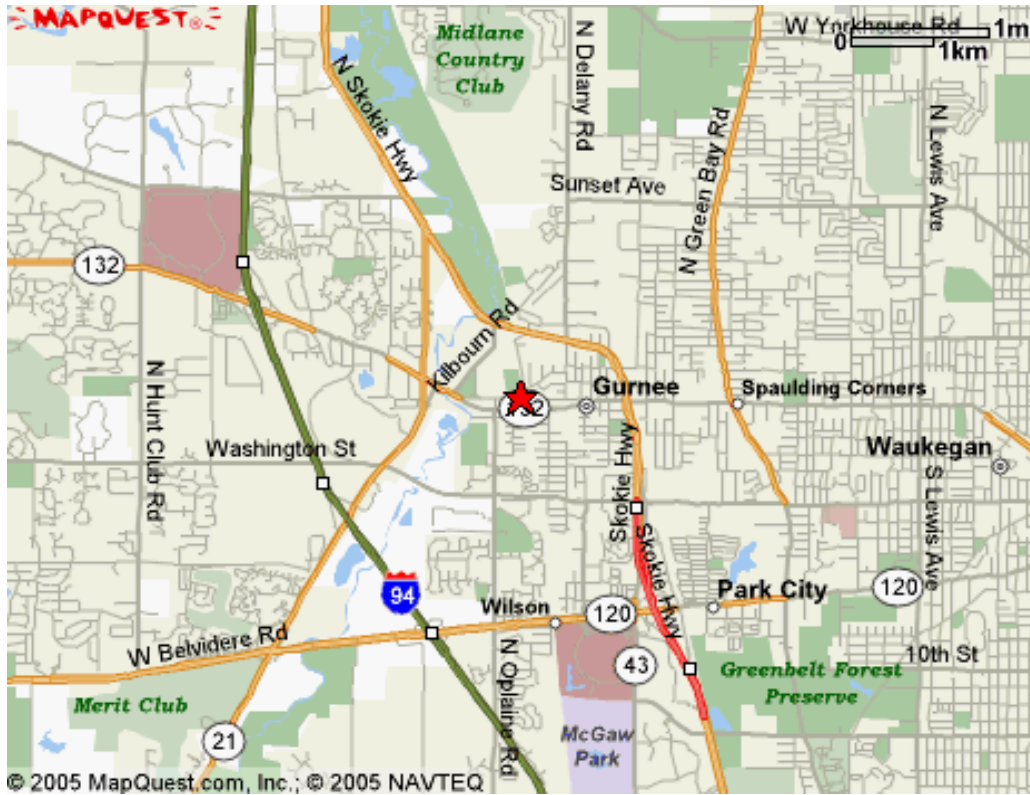 MAPQUEST®
W Yorkhouse Rd
0
1m
1km
Midlane
Country
Club
N Delany Rd
N Skokie Hwy
N Green Bay Rd
N Lewis Ave
Sunset Ave
132
Kilbourn Rd
Gurnee
Spaulding Corners
N Hunt Club Rd
Washington St
Waukegan
Skokie Hwy
Skokie Hwy
S Lewis Ave
94
Park City
120
Wilson
120
W Belvidere Rd
N Oplaine Rd
43
10th St
Greenbelt Forest
Preserve
Merit Club
21
McGaw
Park
© 2005 MapQuest.com, Inc.; © 2005 NAVTEQ